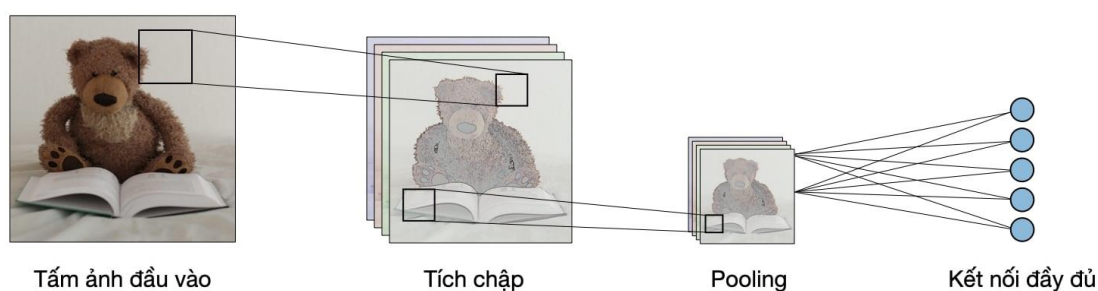 Tấm ảnh đầu vào
Tích chập
Pooling
Kết nối đầy đủ